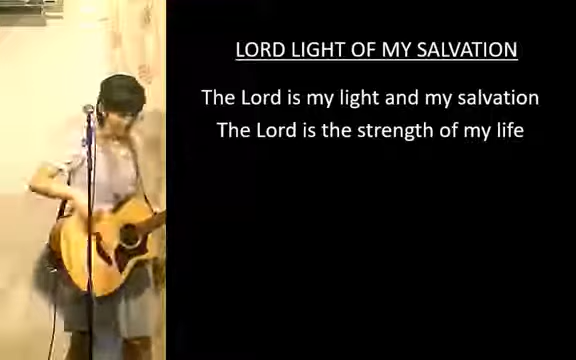 LORD LIGHT OF MY SALVATION
The Lord is my light and my salvation
The Lord is the strength of my life